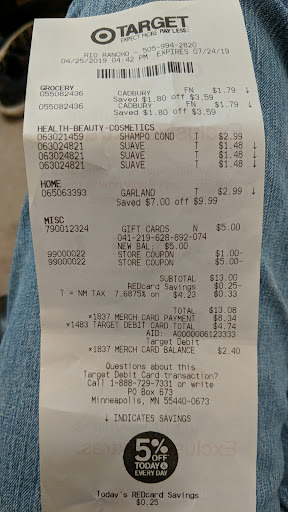 TARGET
EXPECT MORE PAY LESS
RIO RANCHO - 505-994-2820
04/25/2019 04:42 PM EXPIRES 07/24/19
GROCERY
055082436 CADBURY FN $1.79 ↓
Saved $1.80 off $3.59
055082436 CADBURY FN $1.79 ↓
Saved $1.80 off $3.59
HEALTH-BEAUTY-COSMETICS
063021459 SHAMPO COND T $2.99
063024821 SUAVE T $1.48 ↓
063024821 SUAVE T $1.48 ↓
063024821 SUAVE T $1.48 ↓
HOME
065063393 GARLAND T $2.99 ↓
Saved $7.00 off $9.99
MISC
790012324 GIFT CARDS N $5.00
041-219-628-692-074
NEW BAL: $5.00
99000022 STORE COUPON $1.00-
99000022 STORE COUPON $5.00-
SUBTOTAL $13.00
REDcard Savings $0.25-
T = NM TAX 7.6875% on $4.23 $0.33
TOTAL $13.08
*1837 MERCH CARD PAYMENT $8.34
*1483 TARGET DEBIT CARD TOTAL $4.74
AID: A0000006123333
Target Debit
*1837 MERCH CARD BALANCE $2.40
Questions about this
Target Debit Card transaction?
Call 1-888-729-7331 or write
PO Box 673
Minneapolis, MN 55440-0673
↓ INDICATES SAVINGS
5%
OFF
TODAY &
EVERY DAY
Today's REDcard Savings
$0.25